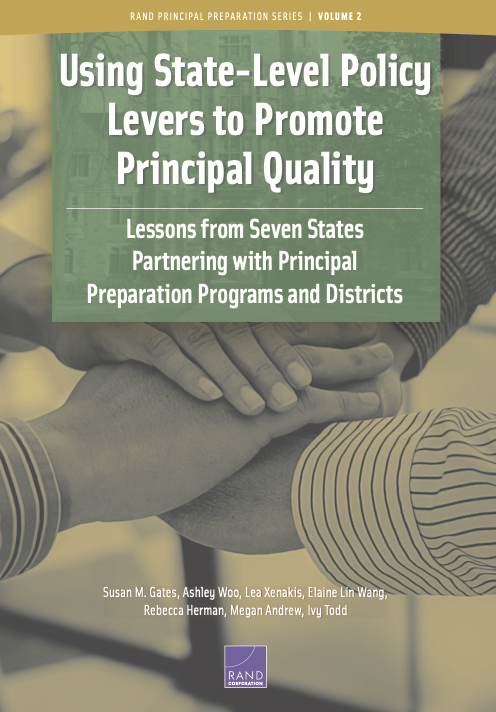 RAND PRINCIPAL PREPARATION SERIES | VOLUME 2
Using State-Level Policy
Levers to Promote
Principal Quality
Lessons from Seven States
Partnering with Principal
Preparation Programs and Districts
Susan M. Gates, Ashley Woo, Lea Xenakis, Elaine Lin Wang,
Rebecca Herman, Megan Andrew, Ivy Todd
RAND
CORPORATION